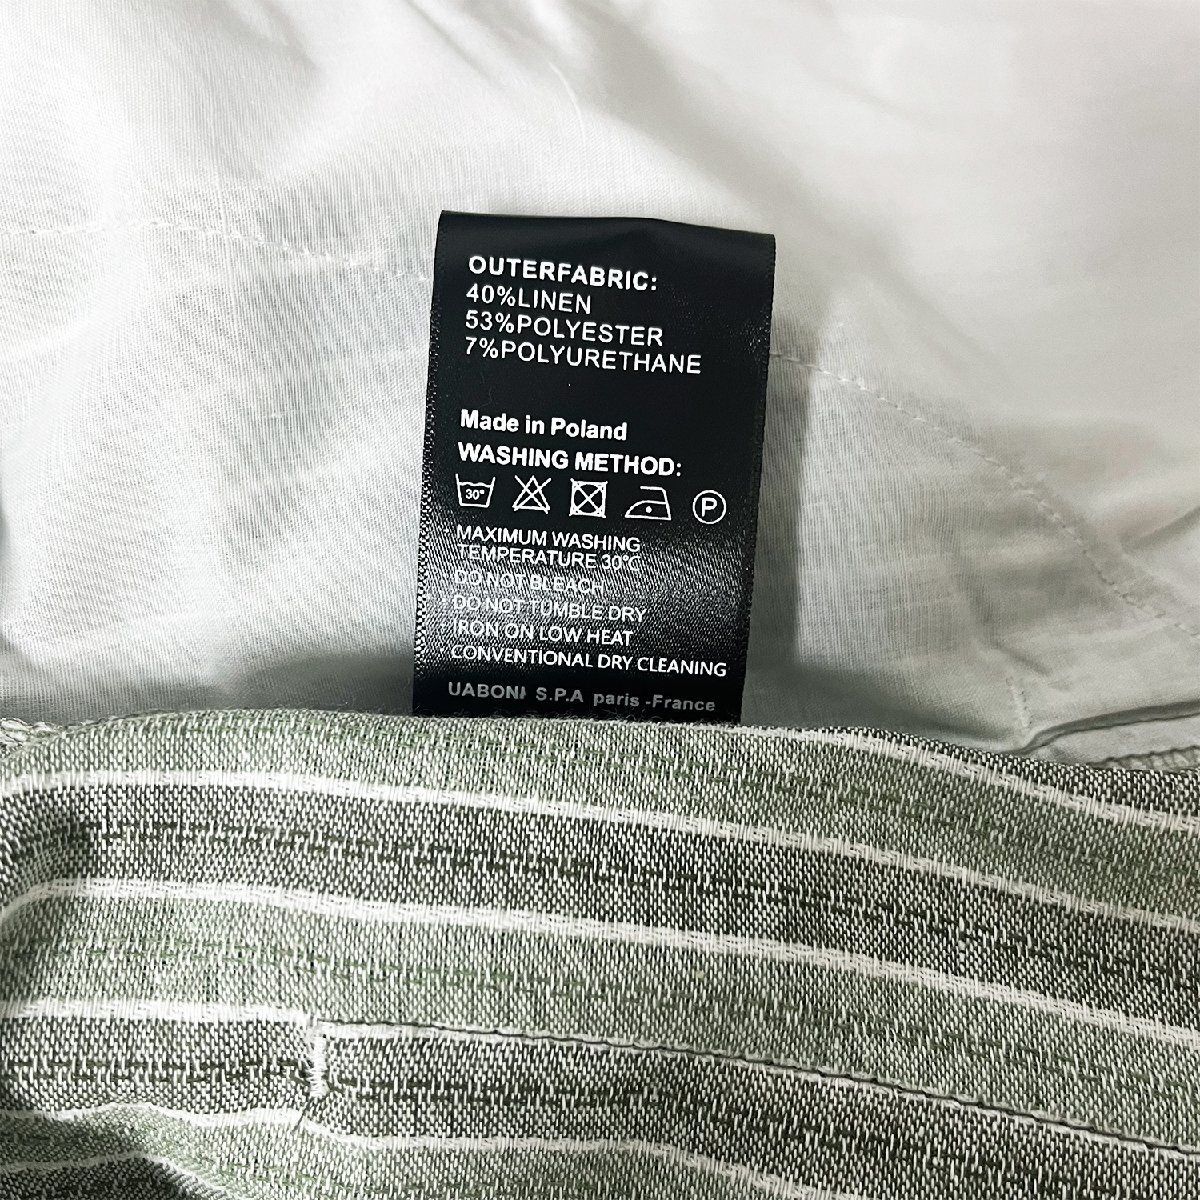 OUTERFABRIC:
40%LINEN
53%POLYESTER
7%POLYURETHANE
Made in Poland
WASHING METHOD:
30° P
MAXIMUM WASHING
TEMPERATURE 30°C
DO NOT BLEACH
DO NOT TUMBLE DRY
IRON ON LOW HEAT
CONVENTIONAL DRY CLEANING
UABONI S.P.A paris -France